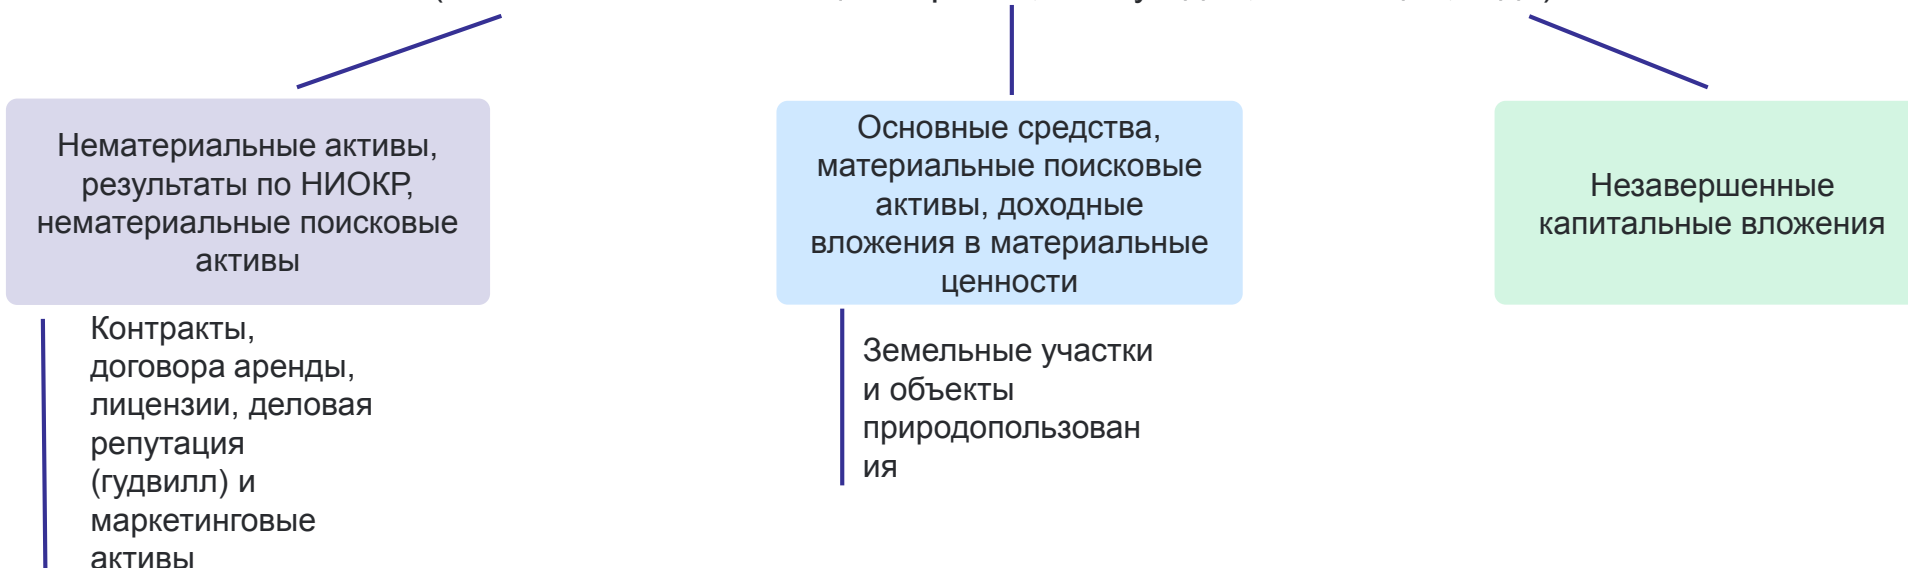 Нематериальные активы,
результаты по НИОКР,
нематериальные поисковые
активы
Основные средства,
материальные поисковые
активы, доходные
вложения в материальные
ценности
Незавершенные
капитальные вложения
Контракты,
договора аренды,
лицензии, деловая
репутация
(гудвилл) и
маркетинговые
активы
Земельные участки
и объекты
природопользован
ия